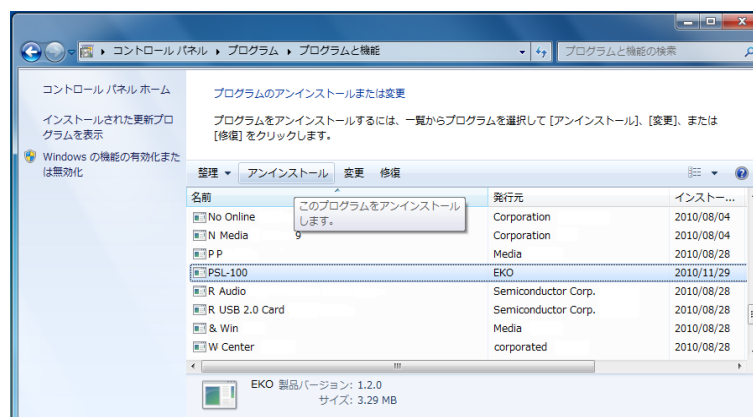 コントロール パネル ▸ プログラム ▸ プログラムと機能
プログラムと機能の検索
コントロール パネル ホーム
インストールされた更新プロ
グラムを表示
Windows の機能の有効化また
は無効化
プログラムのアンインストールまたは変更
プログラムをアンインストールするには、一覧からプログラムを選択して [アンインストール]、[変更]、または
[修復] をクリックします。
整理 ▼ アンインストール 変更 修復
名前 発行元 インストー...
このプログラムをアンインストール
します。
No Online Corporation 2010/08/04
N Media 9 Corporation 2010/08/04
P P Media 2010/08/28
PSL-100 EKO 2010/11/29
R Audio Semiconductor Corp. 2010/08/28
R USB 2.0 Card Semiconductor Corp. 2010/08/28
& Win Media 2010/08/28
W Center corporated 2010/08/28
EKO 製品バージョン: 1.2.0
サイズ: 3.29 MB